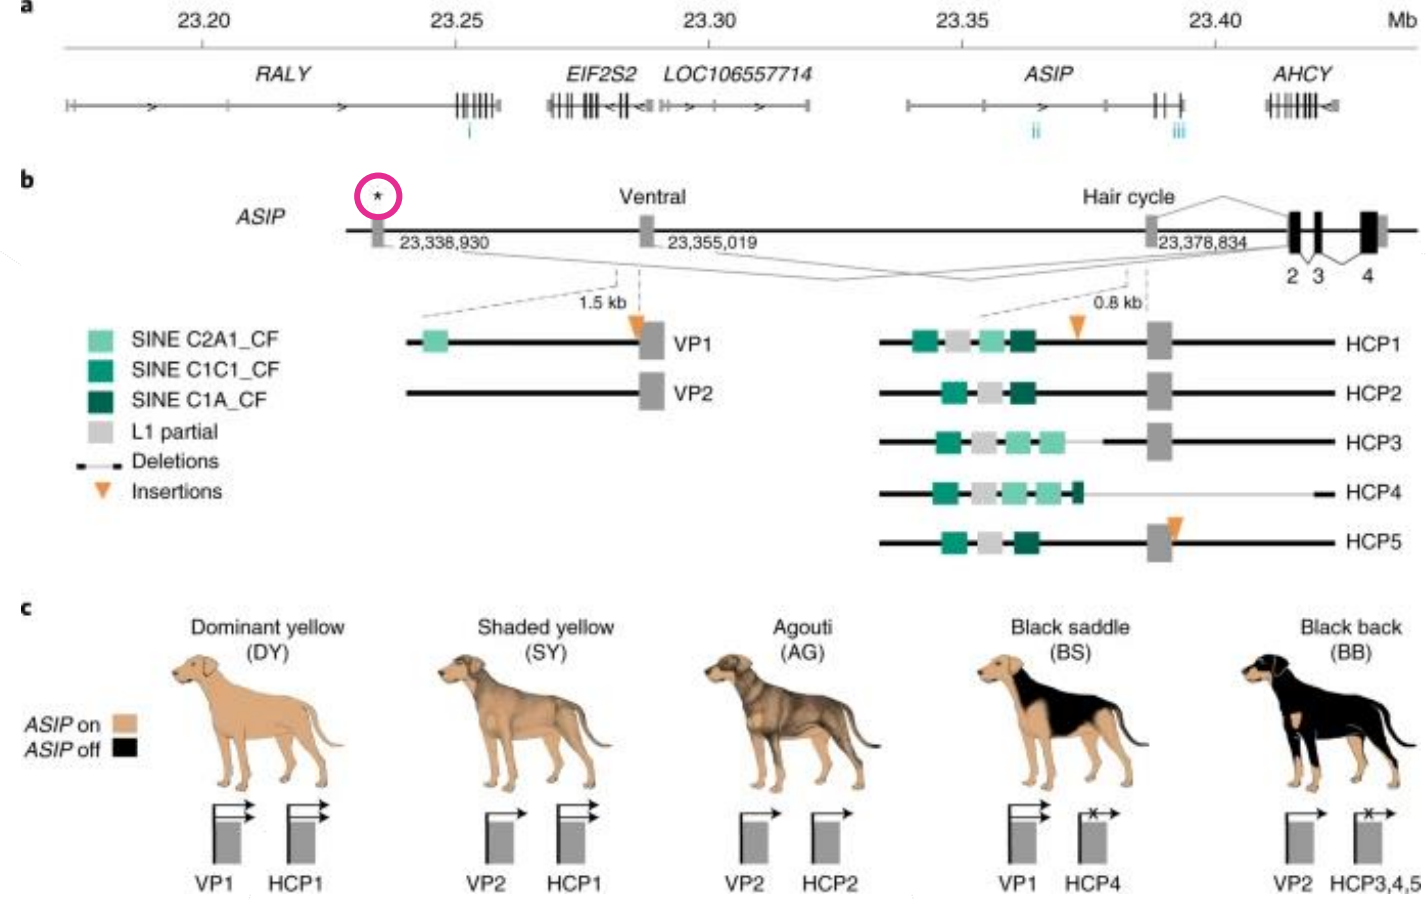 a
23.20 23.25 23.30 23.35 23.40 Mb
RALY EIF2S2 LOC106557714 ASIP AHCY
i ii iii
b
* Ventral Hair cycle
ASIP
23,338,930 23,355,019 23,378,834
2 3 4
1.5 kb 0.8 kb
SINE C2A1_CF VP1 HCP1
SINE C1C1_CF
SINE C1A_CF VP2 HCP2
L1 partial
Deletions HCP3
Insertions HCP4
HCP5
c
Dominant yellow Shaded yellow Agouti Black saddle Black back
(DY) (SY) (AG) (BS) (BB)
ASIP on
ASIP off
x x
VP1 HCP1 VP2 HCP1 VP2 HCP2 VP1 HCP4 VP2 HCP3,4,5